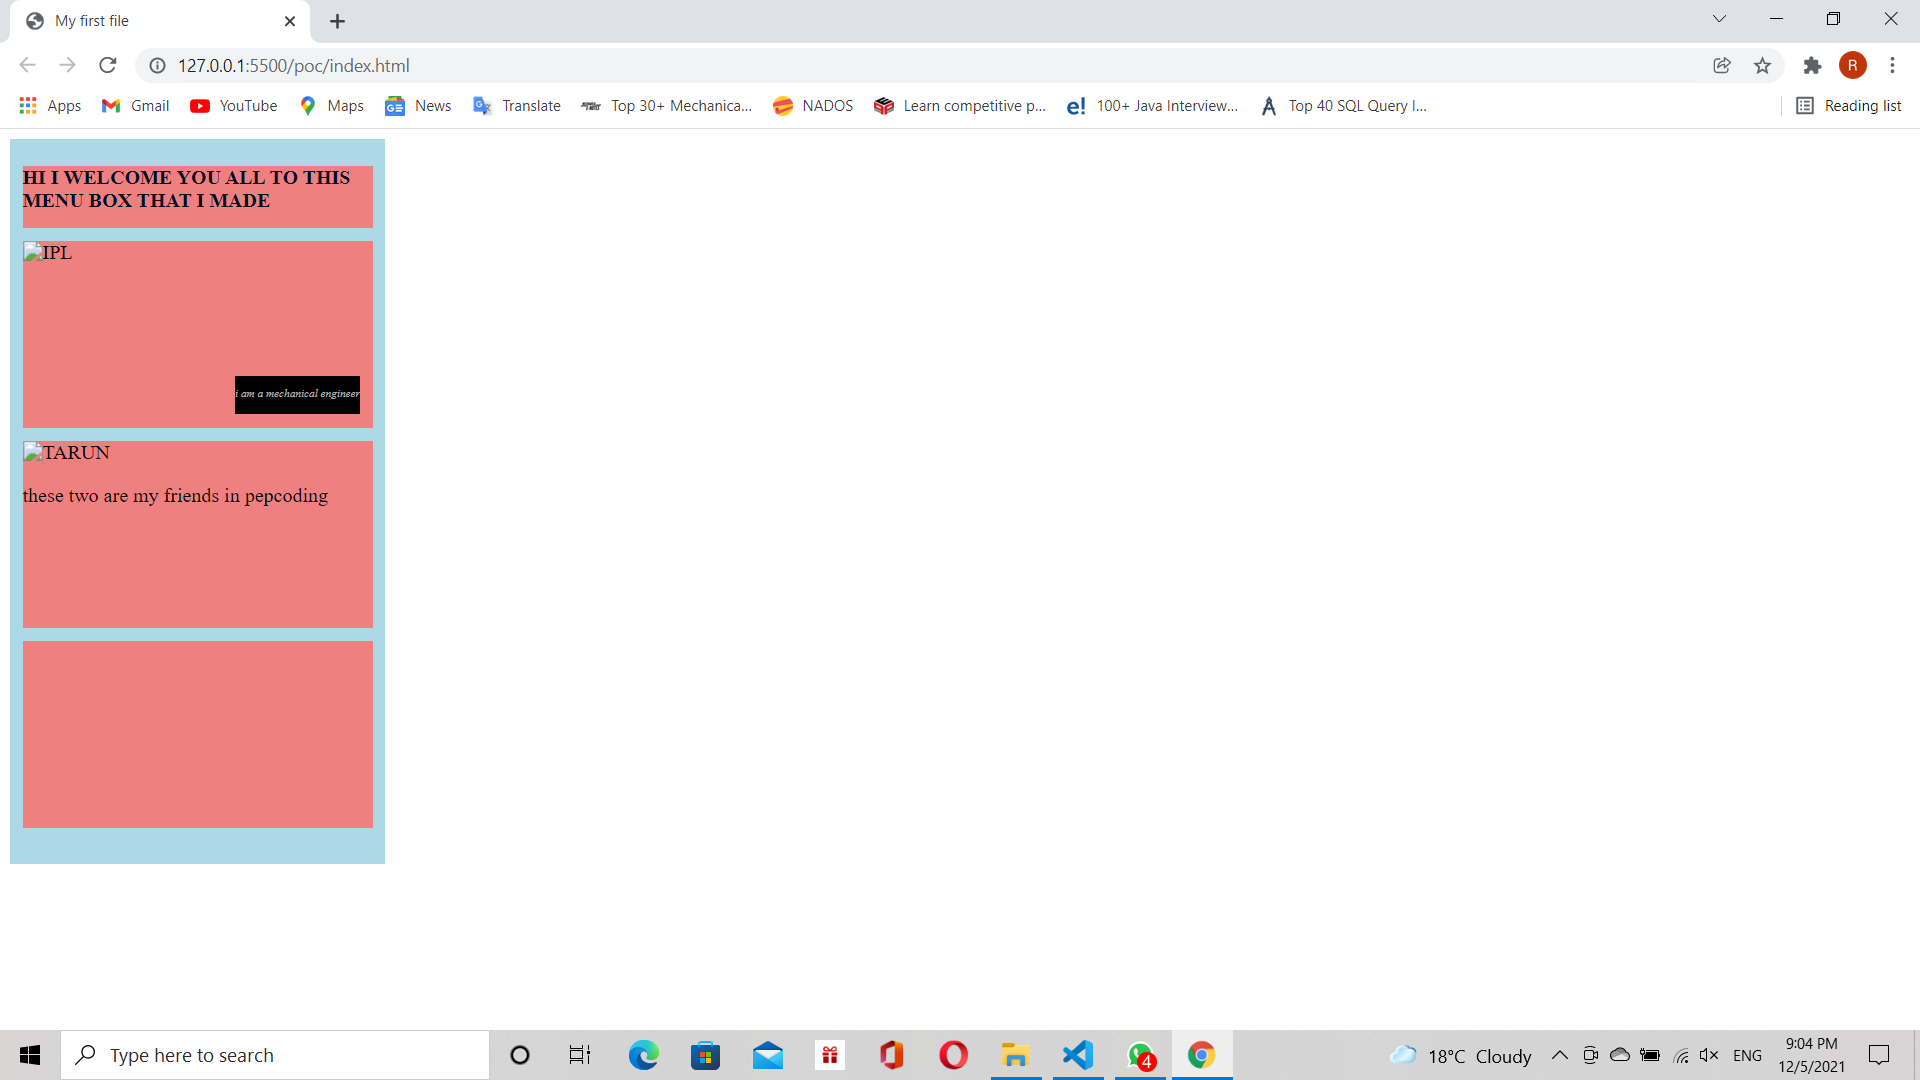 My first file
127.0.0.1:5500/poc/index.html
R
Apps
Gmail
YouTube
Maps
News
Translate
Top 30+ Mechanica...
NADOS
Learn competitive p...
100+ Java Interview...
Top 40 SQL Query I...
Reading list
HI I WELCOME YOU ALL TO THIS
MENU BOX THAT I MADE
IPL
i am a mechanical engineer
TARUN
these two are my friends in pepcoding
Type here to search
4
18°C Cloudy
ENG
9:04 PM
12/5/2021